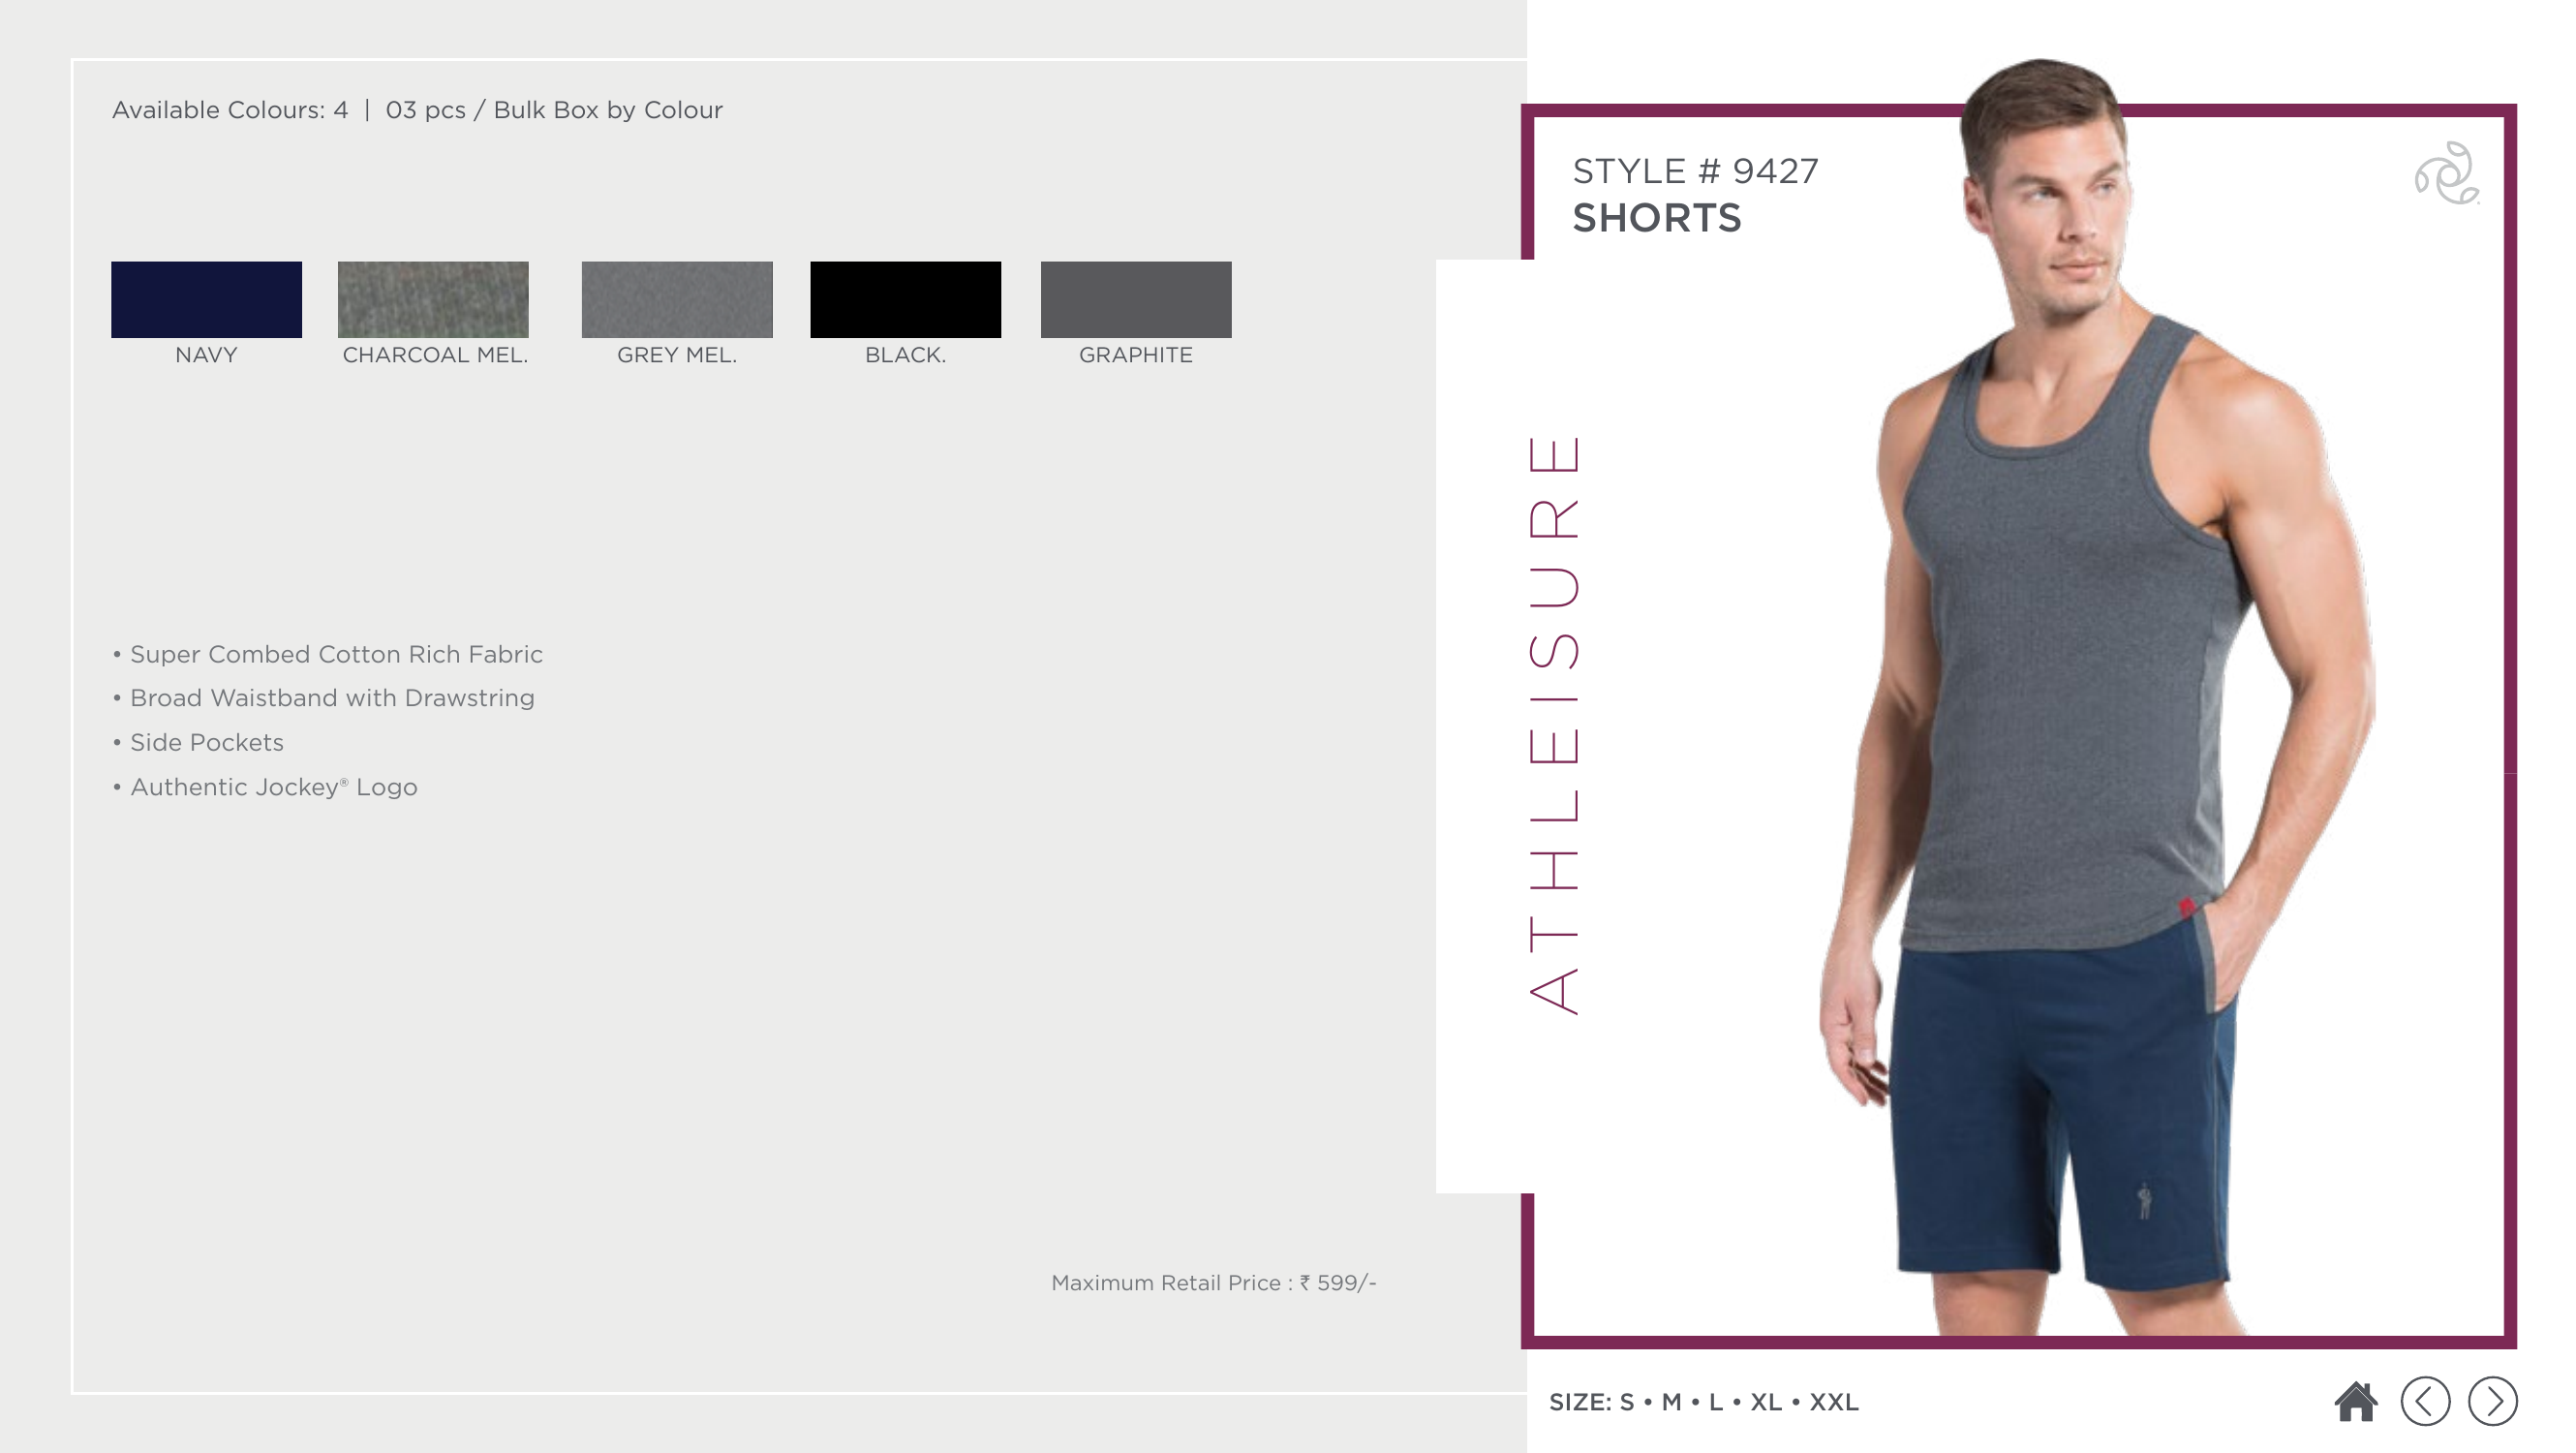 Available Colours: 4 | 03 pcs / Bulk Box by Colour
NAVY
CHARCOAL MEL.
GREY MEL.
BLACK.
GRAPHITE
• Super Combed Cotton Rich Fabric
• Broad Waistband with Drawstring
• Side Pockets
• Authentic Jockey® Logo
Maximum Retail Price : ₹ 599/-
STYLE # 9427
SHORTS
ATHLEISURE
SIZE: S • M • L • XL • XXL